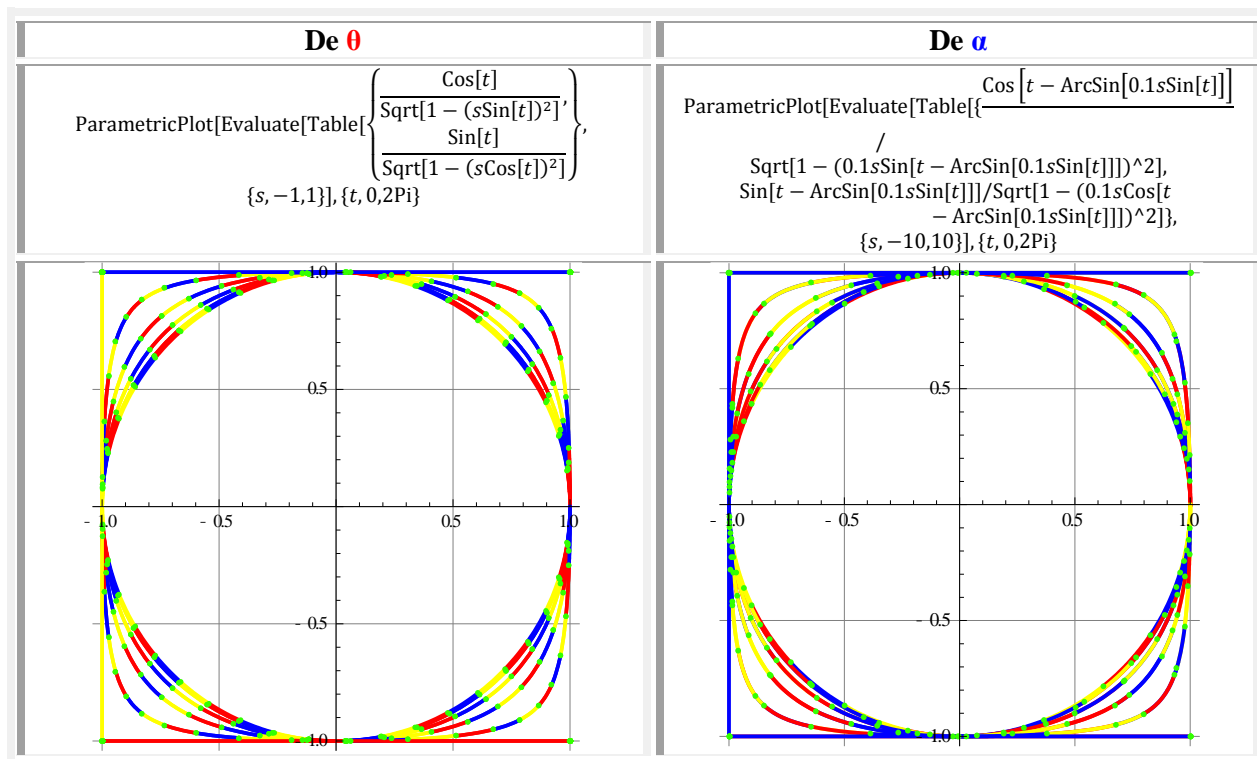 De θ
De α
ParametricPlot[Evaluate[Table[{Cos[t]/Sqrt[1 − (sSin[t])²],
Sin[t]/Sqrt[1 − (sCos[t])²]},
{s, −1,1}], {t, 0,2Pi}
ParametricPlot[Evaluate[Table[{Cos [t − ArcSin[0.1sSin[t]]]
/
Sqrt[1 − (0.1sSin[t − ArcSin[0.1sSin[t]]])^2],
Sin[t − ArcSin[0.1sSin[t]]]/Sqrt[1 − (0.1sCos[t
− ArcSin[0.1sSin[t]]])^2]},
{s, −10,10}], {t, 0,2Pi}
1.0
0.5
- 1.0 - 0.5 0.5 1.0
- 0.5
- 1.0
1.0
0.5
- 1.0 - 0.5 0.5 1.0
- 0.5
- 1.0